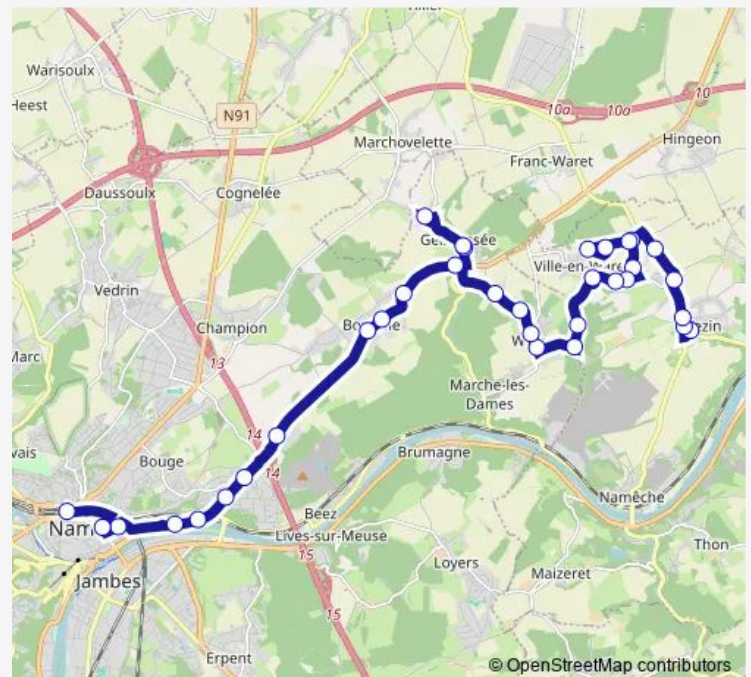 Warisoulx
Heest
N91
10
10a
10a
Marchovelette
Hingeon
Franc-Waret
Daussoulx
Cognelée
Vedrin
Champion
Marc
13
Marche-les-
Dames
14
14
Bouge
Brumagne
Namêche
Beez
Lives-sur-Meuse
15
Loyers
Thon
Jambes
Maizeret
15
Erpent
© OpenStreetMap contributors